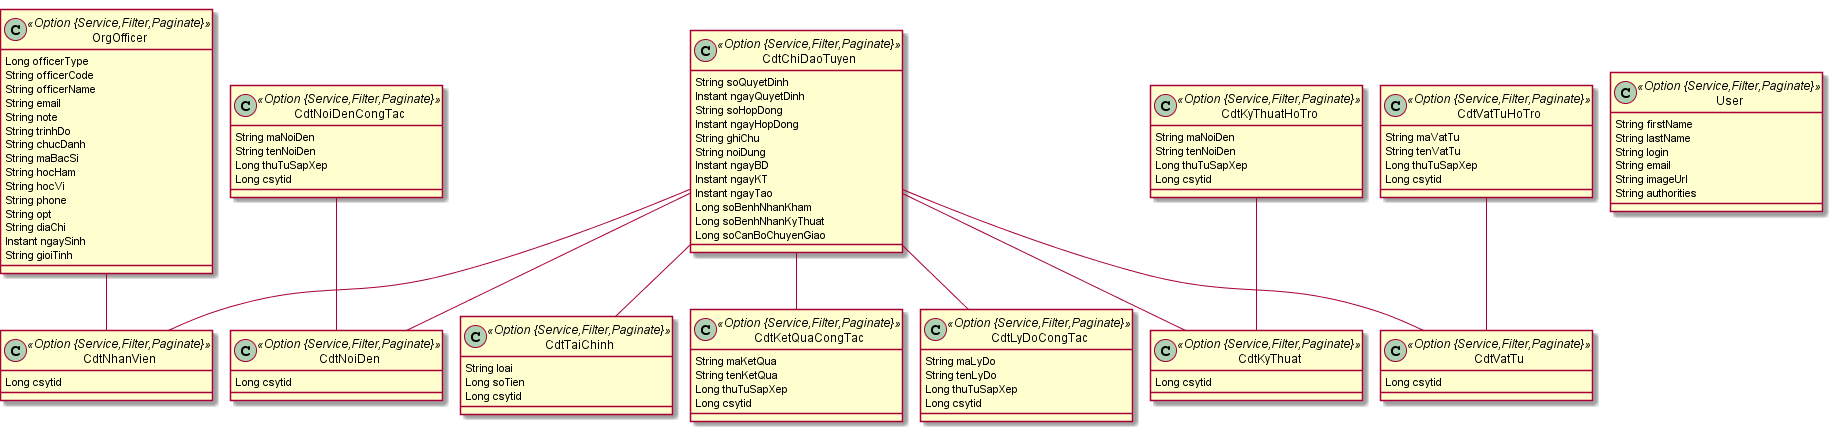 C «Option {Service,Filter,Paginate}»
OrgOfficer
Long officerType
String officerCode
String officerName
String email
String note
String trinhDo
String chucDanh
String maBacSi
String hocHam
String hocVi
String phone
String opt
String diaChi
Instant ngaySinh
String gioiTinh
C «Option {Service,Filter,Paginate}»
CdtNoiDenCongTac
String maNoiDen
String tenNoiDen
Long thuTuSapXep
Long csytid
C «Option {Service,Filter,Paginate}»
CdtChiDaoTuyen
String soQuyetDinh
Instant ngayQuyetDinh
String soHopDong
Instant ngayHopDong
String ghiChu
String noiDung
Instant ngayBD
Instant ngayKT
Instant ngayTao
Long soBenhNhanKham
Long soBenhNhanKyThuat
Long soCanBoChuyenGiao
C «Option {Service,Filter,Paginate}»
CdtKyThuatHoTro
String maNoiDen
String tenNoiDen
Long thuTuSapXep
Long csytid
C «Option {Service,Filter,Paginate}»
CdtVatTuHoTro
String maVatTu
String tenVatTu
Long thuTuSapXep
Long csytid
C «Option {Service,Filter,Paginate}»
User
String firstName
String lastName
String login
String email
String imageUrl
String authorities
C «Option {Service,Filter,Paginate}»
CdtNhanVien
Long csytid
C «Option {Service,Filter,Paginate}»
CdtNoiDen
Long csytid
C «Option {Service,Filter,Paginate}»
CdtTaiChinh
String loai
Long soTien
Long csytid
C «Option {Service,Filter,Paginate}»
CdtKetQuaCongTac
String maKetQua
String tenKetQua
Long thuTuSapXep
Long csytid
C «Option {Service,Filter,Paginate}»
CdtLyDoCongTac
String maLyDo
String tenLyDo
Long thuTuSapXep
Long csytid
C «Option {Service,Filter,Paginate}»
CdtKyThuat
Long csytid
C «Option {Service,Filter,Paginate}»
CdtVatTu
Long csytid